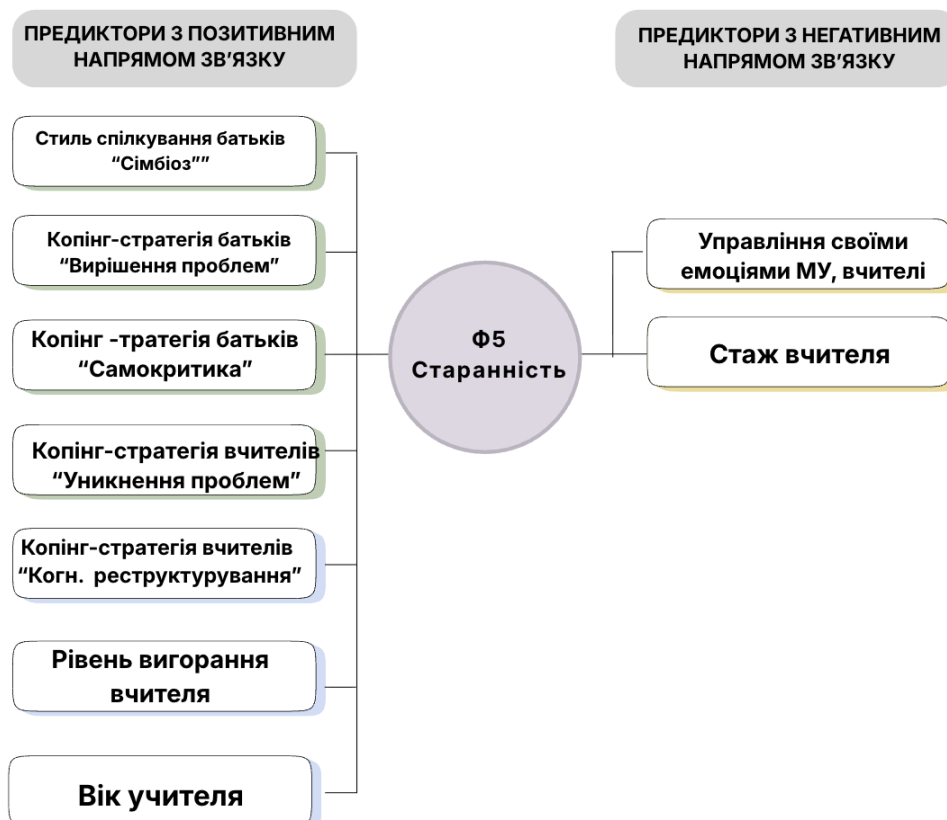 ПРЕДИКТОРИ З ПОЗИТИВНИМ
НАПРЯМОМ ЗВ’ЯЗКУ
Стиль спілкування батьків
“Сімбіоз””
Копінг-стратегія батьків
“Вирішення проблем”
Копінг -тратегія батьків
“Самокритика”
Копінг-стратегія вчителів
“Уникнення проблем”
Копінг-стратегія вчителів
“Когн. реструктурування”
Рівень вигорання
вчителя
Вік учителя
Ф5
Старанність
ПРЕДИКТОРИ З НЕГАТИВНИМ
НАПРЯМОМ ЗВ’ЯЗКУ
Управління своїми
емоціями МУ, вчителі
Стаж вчителя